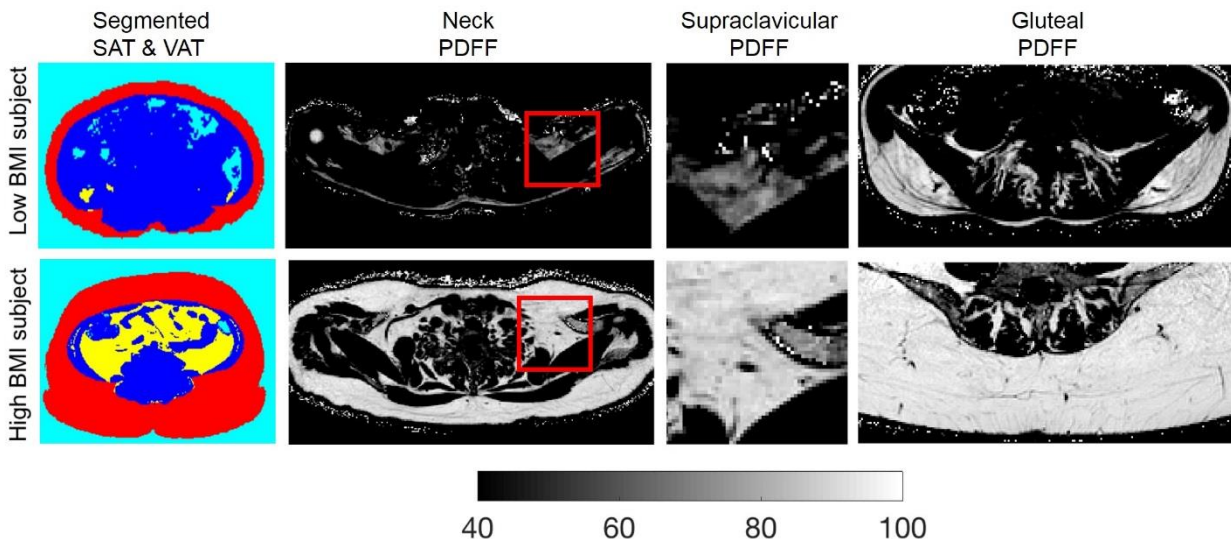 Segmented
SAT & VAT
Neck
PDFF
Supraclavicular
PDFF
Gluteal
PDFF
Low BMI subject
High BMI subject
40 60 80 100